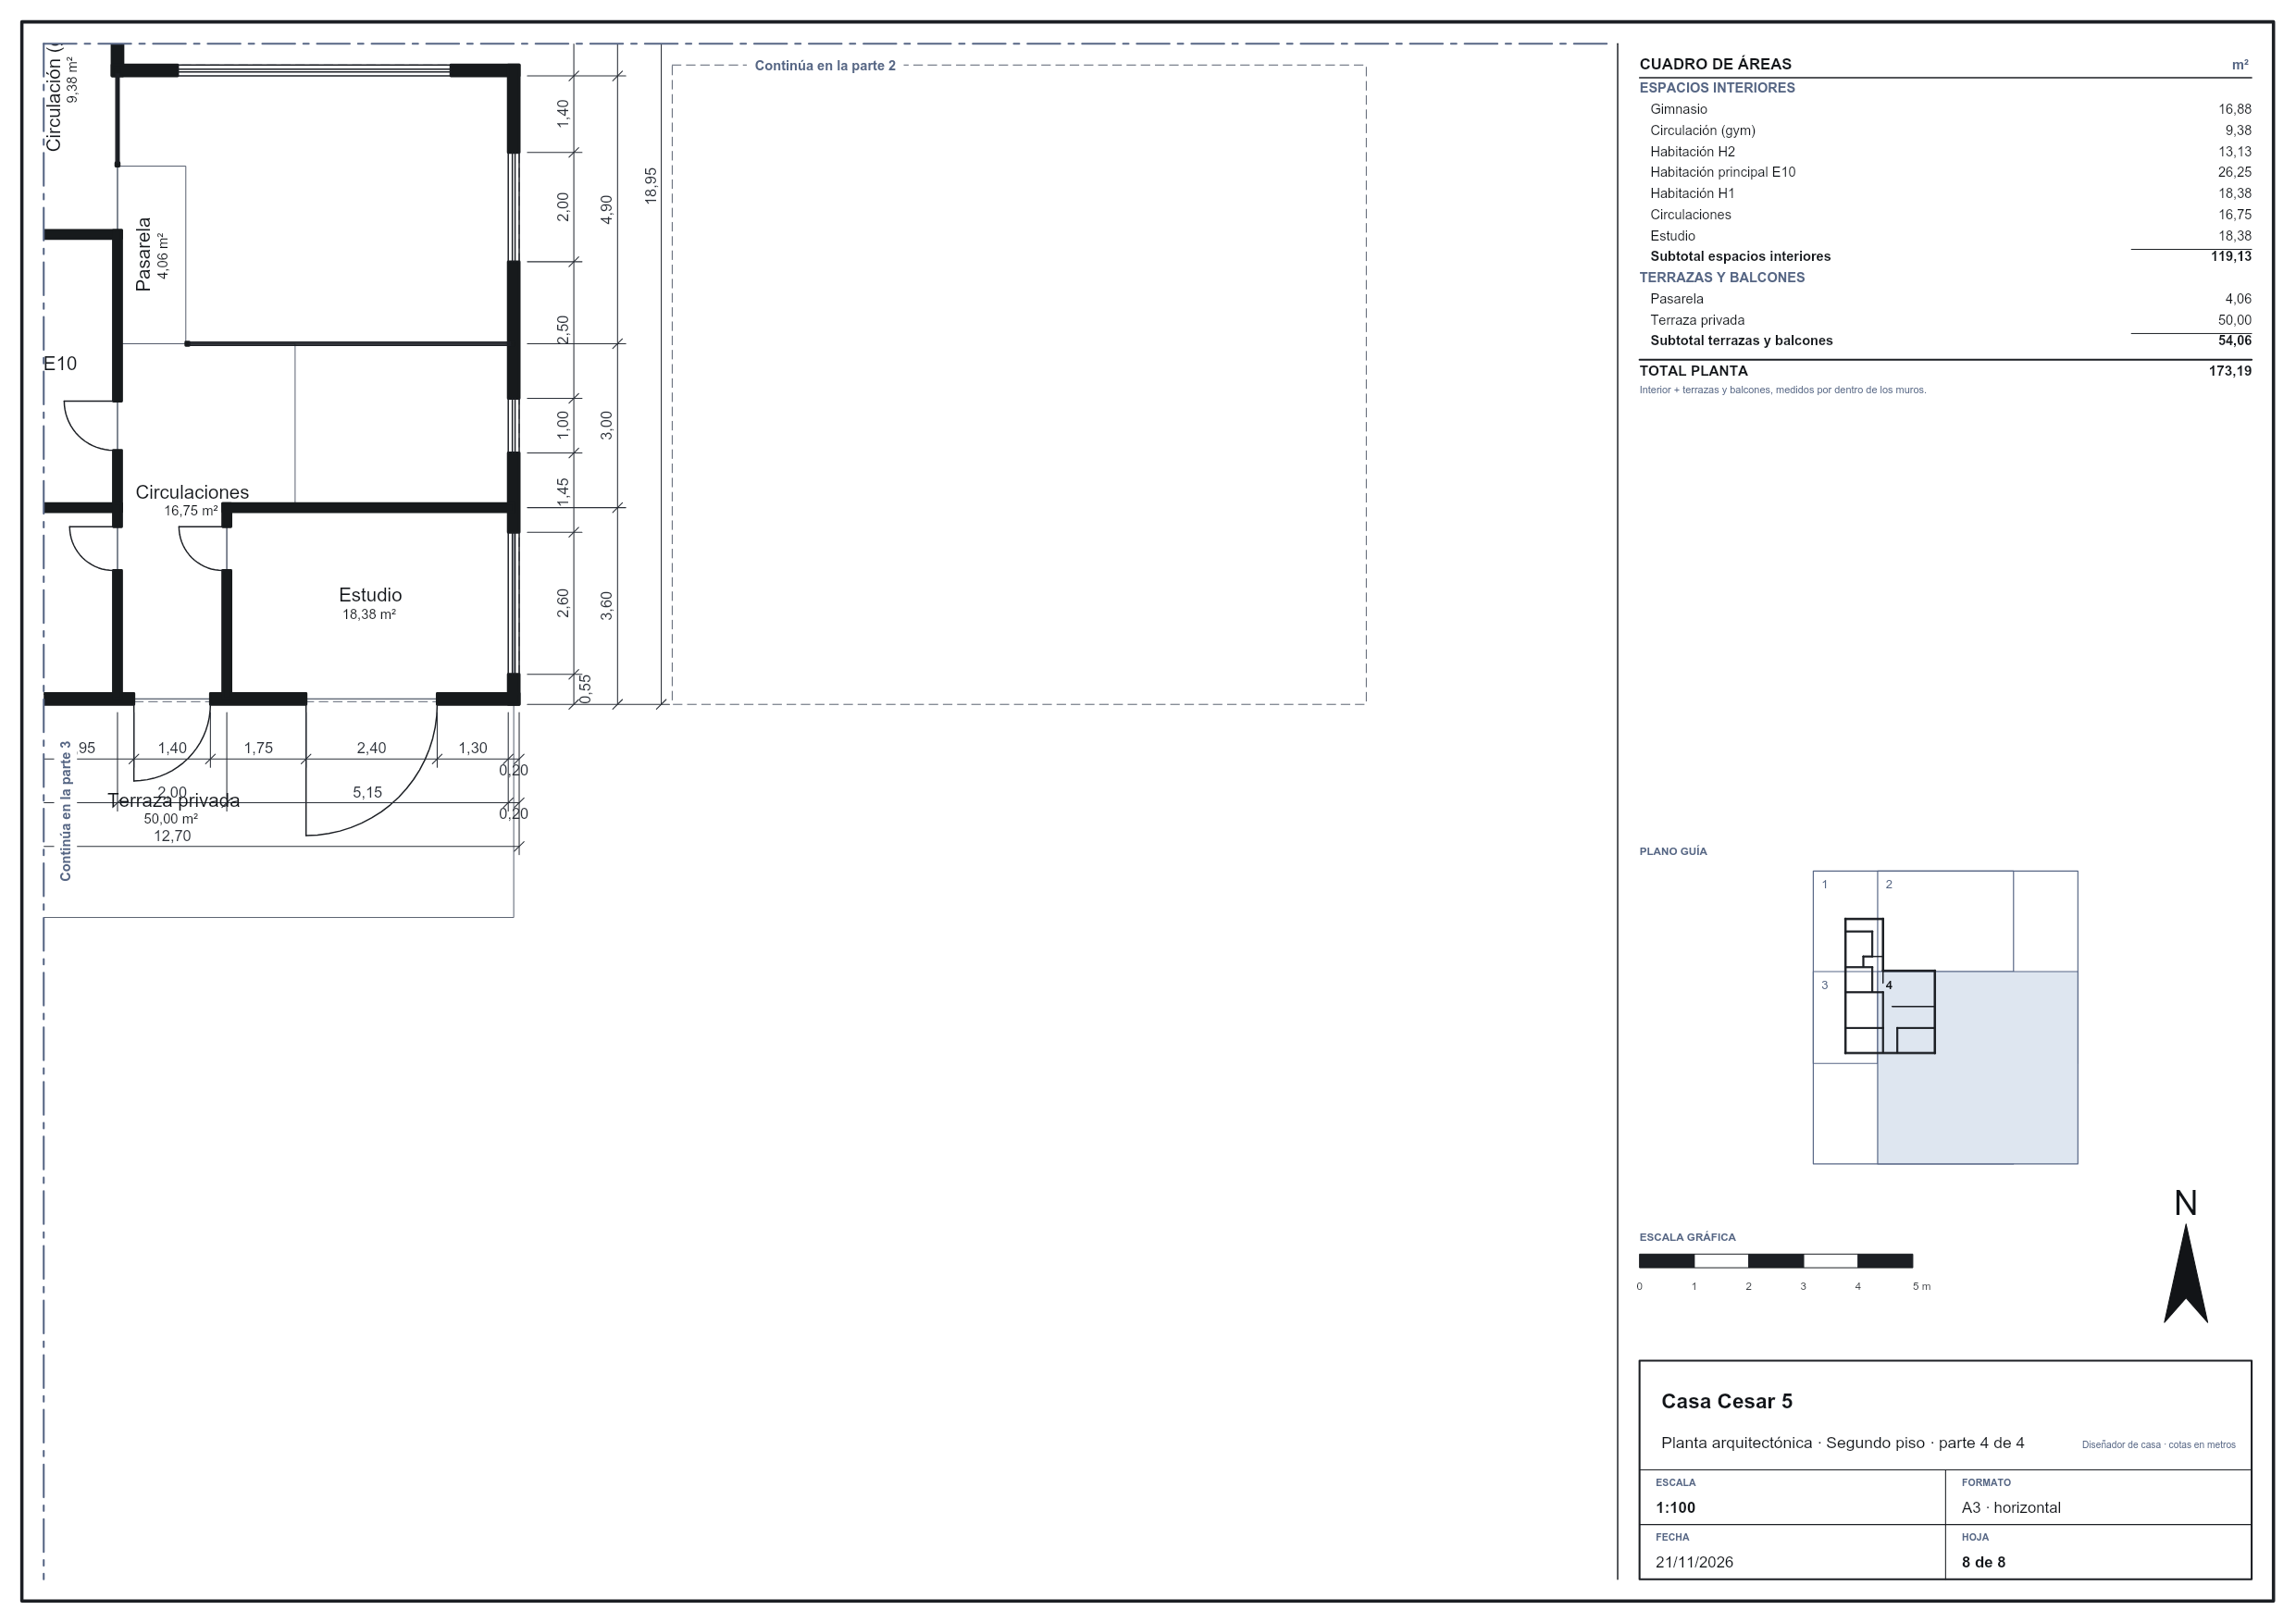 Circulación (g
9,38 m²
Pasarela
4,06 m²
E10
Circulaciones
16,75 m²
Estudio
18,38 m²
1,40
2,00
2,50
1,00
1,45
2,60
0,55
4,90
3,00
3,60
18,95
Continúa en la parte 2
Continúa en la parte 3
,95
1,40
1,75
2,40
1,30
0,20
2,00
5,15
0,20
Terraza privada
50,00 m²
12,70
CUADRO DE ÁREAS m²
ESPACIOS INTERIORES
Gimnasio 16,88
Circulación (gym) 9,38
Habitación H2 13,13
Habitación principal E10 26,25
Habitación H1 18,38
Circulaciones 16,75
Estudio 18,38
Subtotal espacios interiores 119,13
TERRAZAS Y BALCONES
Pasarela 4,06
Terraza privada 50,00
Subtotal terrazas y balcones 54,06
TOTAL PLANTA 173,19
Interior + terrazas y balcones, medidos por dentro de los muros.
PLANO GUÍA
1
2
3
4
N
ESCALA GRÁFICA
0 1 2 3 4 5 m
Casa Cesar 5
Planta arquitectónica · Segundo piso · parte 4 de 4
Diseñador de casa · cotas en metros
ESCALA
1:100
FORMATO
A3 · horizontal
FECHA
21/11/2026
HOJA
8 de 8